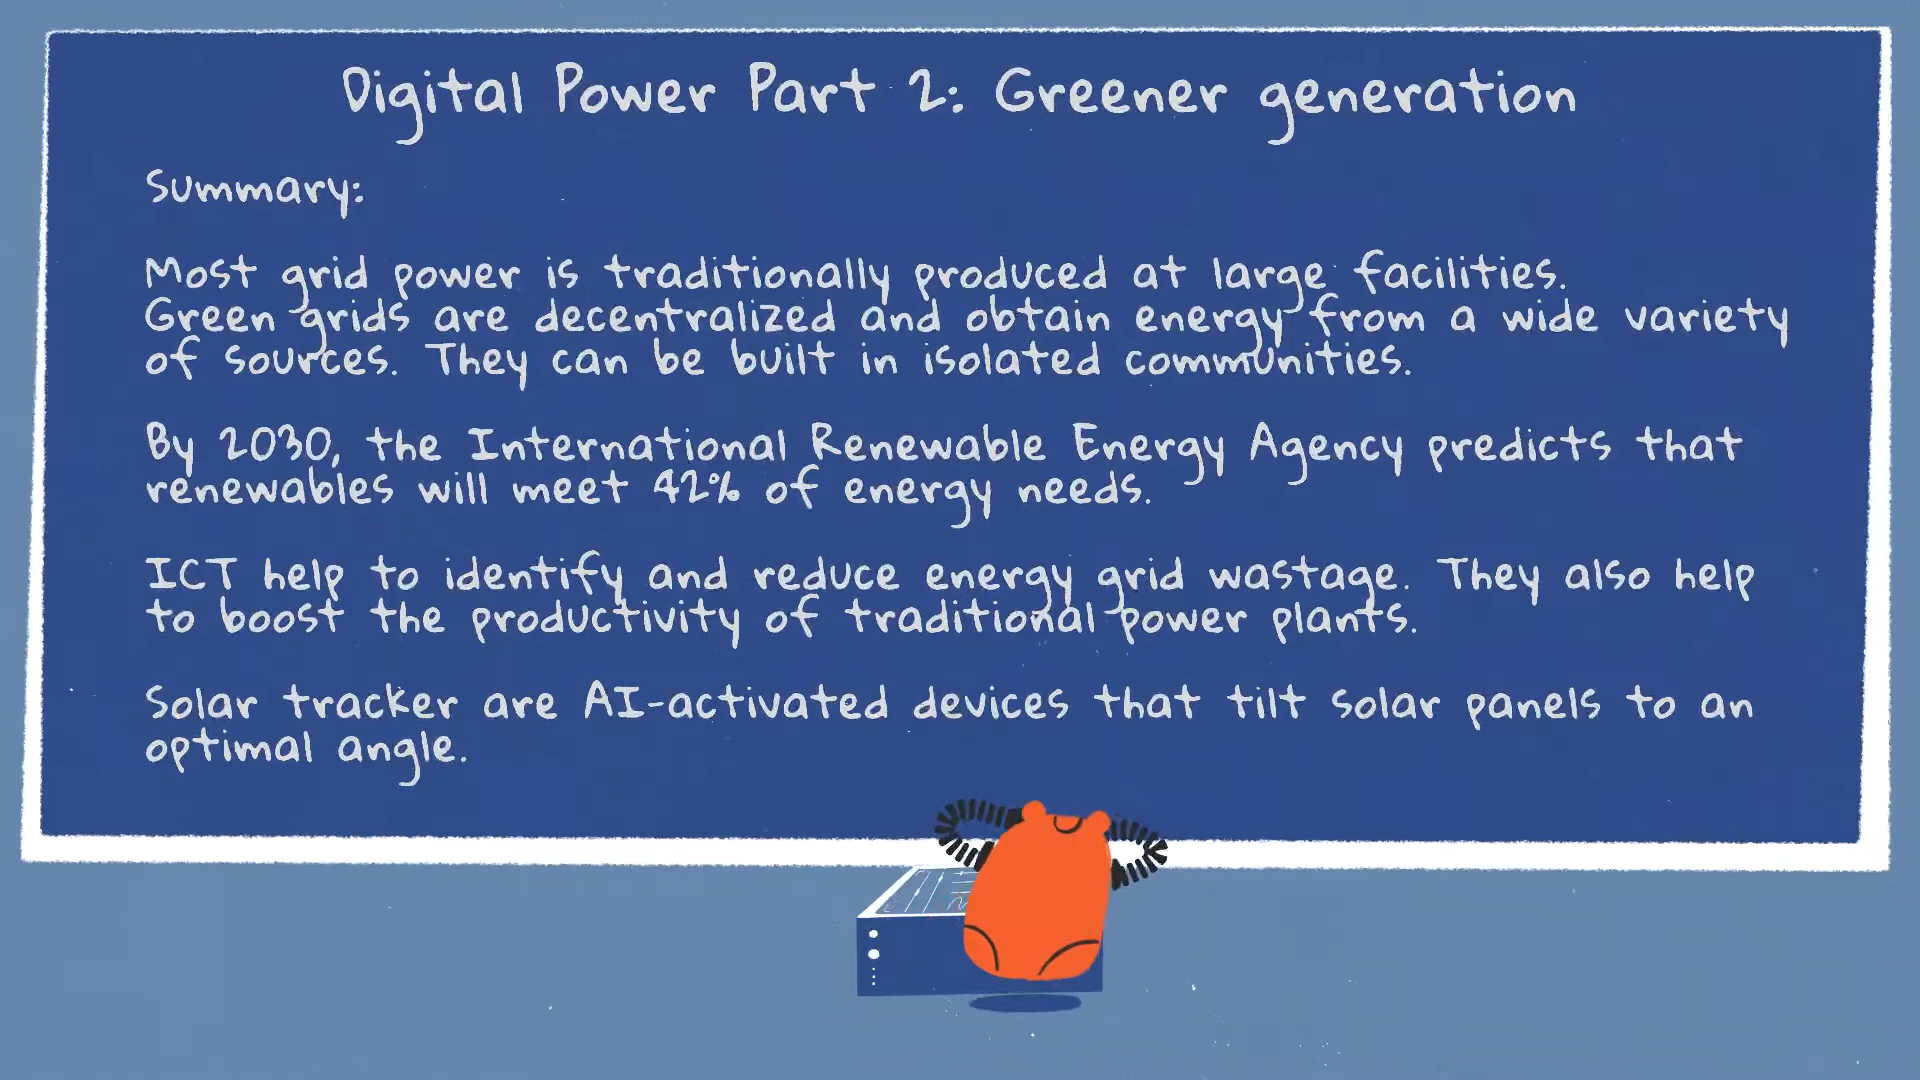 Digital Power Part 2: Greener generation
Summary:
Most grid power is traditionally produced at large facilities.
Green grids are decentralized and obtain energy from a wide variety
of sources. They can be built in isolated communities.
By 2030, the International Renewable Energy Agency predicts that
renewables will meet 42% of energy needs.
ICT help to identify and reduce energy grid wastage. They also help
to boost the productivity of traditional power plants.
Solar tracker are AI-activated devices that tilt solar panels to an
optimal angle.